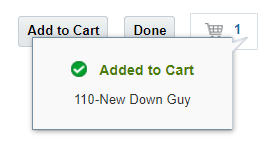 Add to Cart Done 1
Added to Cart
110-New Down Guy